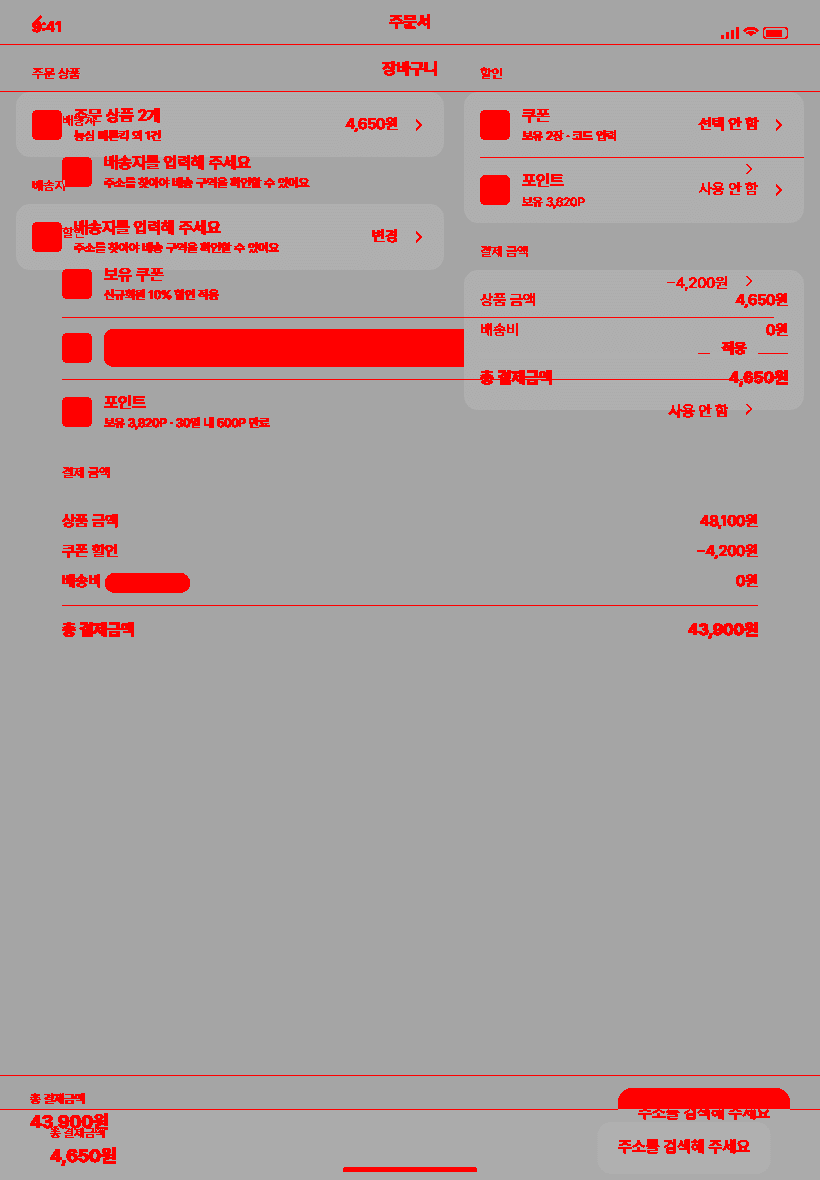 9:41
주문서
주문 상품
장바구니
할인
배송지
주문 상품 2개
4,650원
쿠폰
보유 2장 · 코드 입력
선택 안 함
배송지를 입력해 주세요
주소를 찾아야 배송 구역을 확인할 수 있어요
배송지
포인트
보유 3,820P
사용 안 함
할인
배송지를 입력해 주세요
주소를 찾아야 배송 구역을 확인할 수 있어요
변경
결제 금액
보유 쿠폰
신규회원 10% 할인 적용
−4,200원
상품 금액
4,650원
배송비
0원
적용
총 결제금액
4,650원
포인트
보유 3,820P · 30일 내 500P 만료
사용 안 함
결제 금액
상품 금액
48,100원
쿠폰 할인
−4,200원
배송비
0원
총 결제금액
43,900원
총 결제금액
43,900원
주소를 검색해 주세요
총 결제금액
4,650원
주소를 검색해 주세요